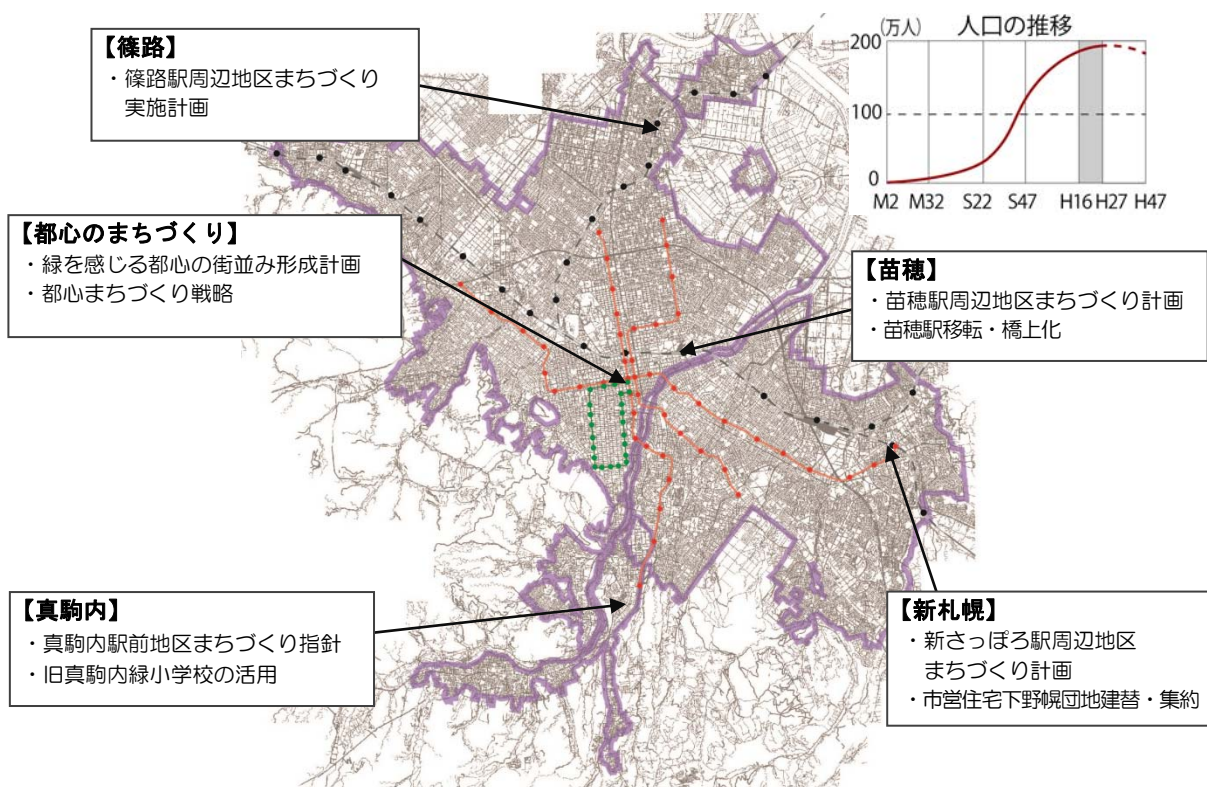 【篠路】
・篠路駅周辺地区まちづくり
実施計画
(万人) 人口の推移
200
100
0
M2 M32 S22 S47 H16 H27 H47
【都心のまちづくり】
・緑を感じる都心の街並み形成計画
・都心まちづくり戦略
【苗穂】
・苗穂駅周辺地区まちづくり計画
・苗穂駅移転・橋上化
【真駒内】
・真駒内駅前地区まちづくり指針
・旧真駒内緑小学校の活用
【新札幌】
・新さっぽろ駅周辺地区
まちづくり計画
・市営住宅下野幌団地建替・集約